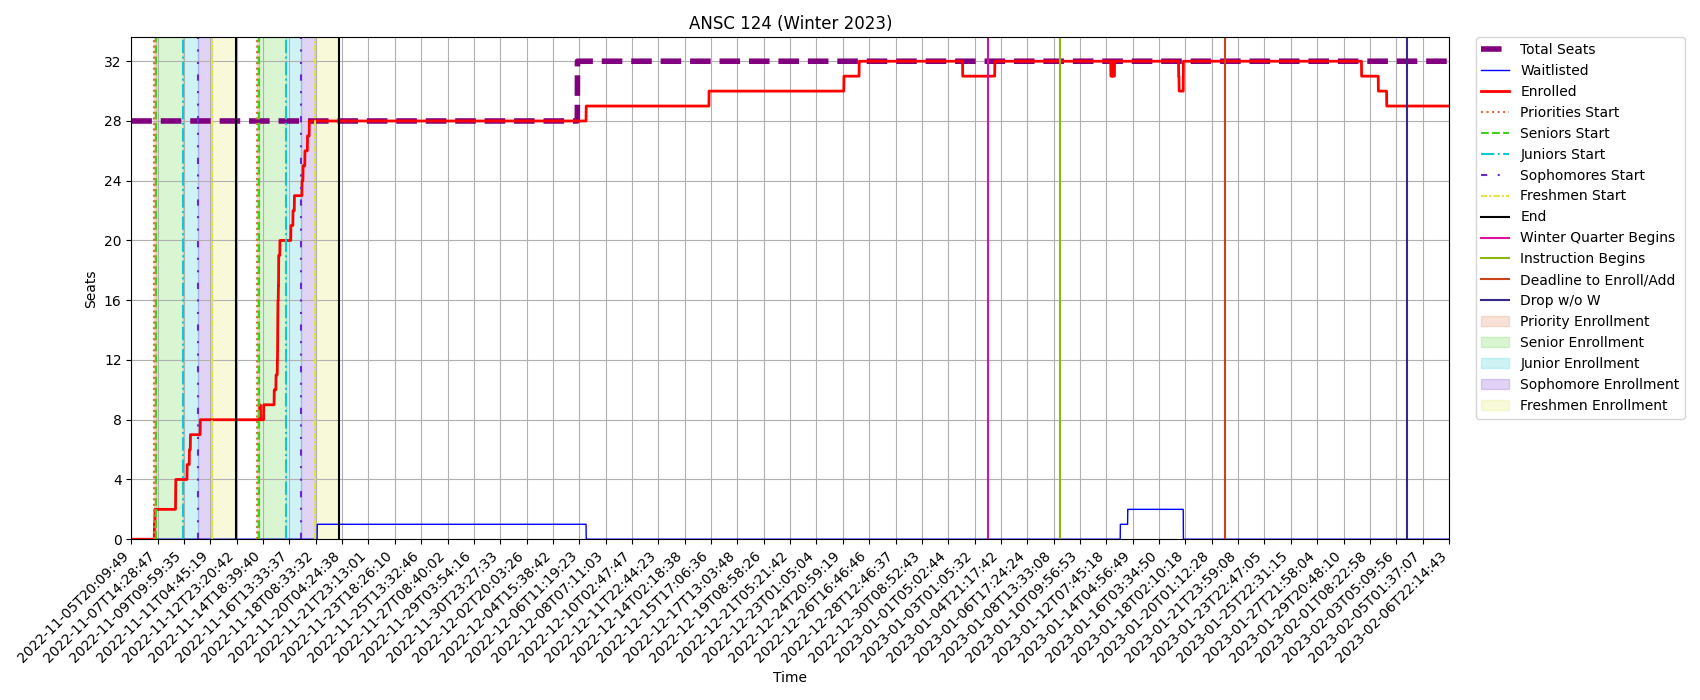 ANSC 124 (Winter 2023)
32
28
24
20
16
12
8
4
0
Seats
2022-11-05T20:09:49
2022-11-07T14:28:47
2022-11-09T09:59:35
2022-11-11T04:45:19
2022-11-12T23:20:42
2022-11-14T18:39:40
2022-11-16T13:33:37
2022-11-18T08:33:32
2022-11-20T04:24:38
2022-11-21T23:13:01
2022-11-23T18:26:10
2022-11-25T13:32:46
2022-11-27T08:40:02
2022-11-29T03:54:16
2022-11-30T23:27:33
2022-12-02T20:03:26
2022-12-04T15:38:42
2022-12-06T11:19:23
2022-12-08T07:11:03
2022-12-10T02:47:47
2022-12-11T22:44:23
2022-12-14T02:18:38
2022-12-15T17:06:36
2022-12-17T13:03:48
2022-12-19T08:58:26
2022-12-21T05:21:42
2022-12-23T01:05:04
2022-12-24T20:59:19
2022-12-26T16:46:46
2022-12-28T12:46:37
2022-12-30T08:52:43
2023-01-01T05:02:44
2023-01-03T01:05:32
2023-01-04T21:17:42
2023-01-06T17:24:24
2023-01-08T13:33:08
2023-01-10T09:56:53
2023-01-12T07:45:18
2023-01-14T04:56:49
2023-01-16T03:34:50
2023-01-18T02:10:18
2023-01-20T01:12:28
2023-01-21T23:59:08
2023-01-23T22:47:05
2023-01-25T22:31:15
2023-01-27T21:58:04
2023-01-29T20:48:10
2023-02-01T08:22:58
2023-02-03T05:09:56
2023-02-05T01:37:07
2023-02-06T22:14:43
Time
Total Seats
Waitlisted
Enrolled
Priorities Start
Seniors Start
Juniors Start
Sophomores Start
Freshmen Start
End
Winter Quarter Begins
Instruction Begins
Deadline to Enroll/Add
Drop w/o W
Priority Enrollment
Senior Enrollment
Junior Enrollment
Sophomore Enrollment
Freshmen Enrollment